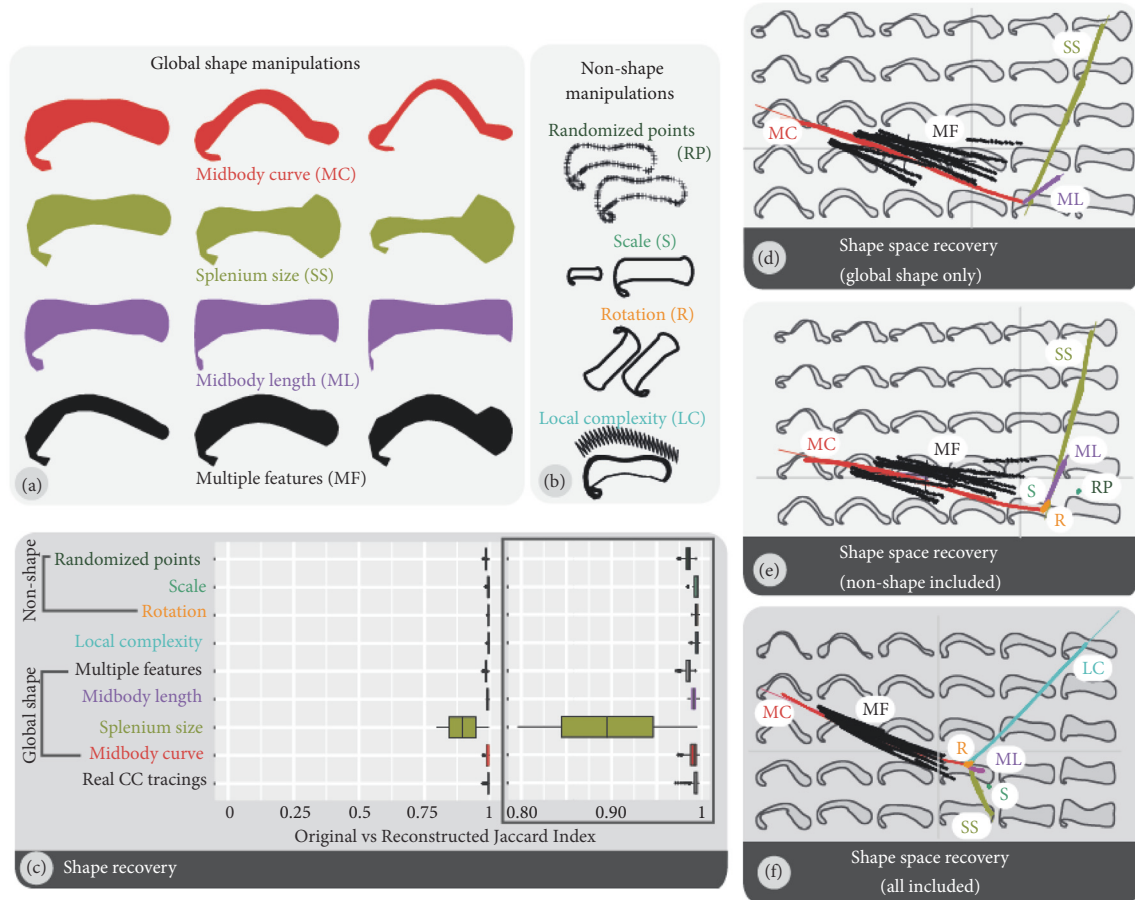 Global shape manipulations
Midbody curve (MC)
Splenium size (SS)
Midbody length (ML)
Multiple features (MF)
(a)
Non-shape
manipulations
Randomized points
(RP)
Scale (S)
Rotation (R)
Local complexity (LC)
(b)
Non-shape
Global shape
Randomized points
Scale
Rotation
Local complexity
Multiple features
Midbody length
Splenium size
Midbody curve
Real CC tracings
0 0.25 0.5 0.75 1 0.80 0.90 1
Original vs Reconstructed Jaccard Index
(c) Shape recovery
SS
MC
MF
ML
(d) Shape space recovery
(global shape only)
SS
MC
MF
ML
S
RP
R
(e) Shape space recovery
(non-shape included)
LC
MC
MF
R
ML
S
SS
(f) Shape space recovery
(all included)